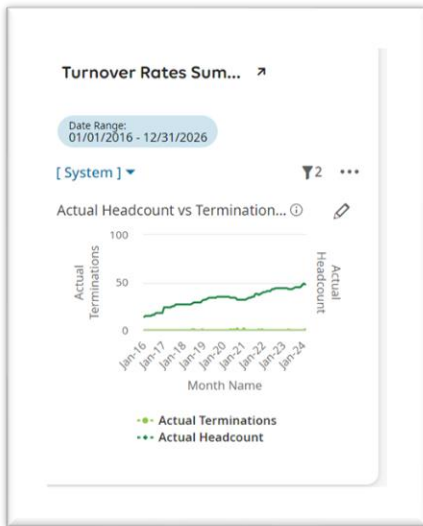 Turnover Rates Sum...
Date Range:
01/01/2016 - 12/31/2026
[ System ]
2
Actual Headcount vs Termination...
100
50
0
Actual
Terminations
Actual
Headcount
Jan-16
Jan-17
Jan-18
Jan-19
Jan-20
Jan-21
Jan-22
Jan-23
Jan-24
Month Name
Actual Terminations
Actual Headcount